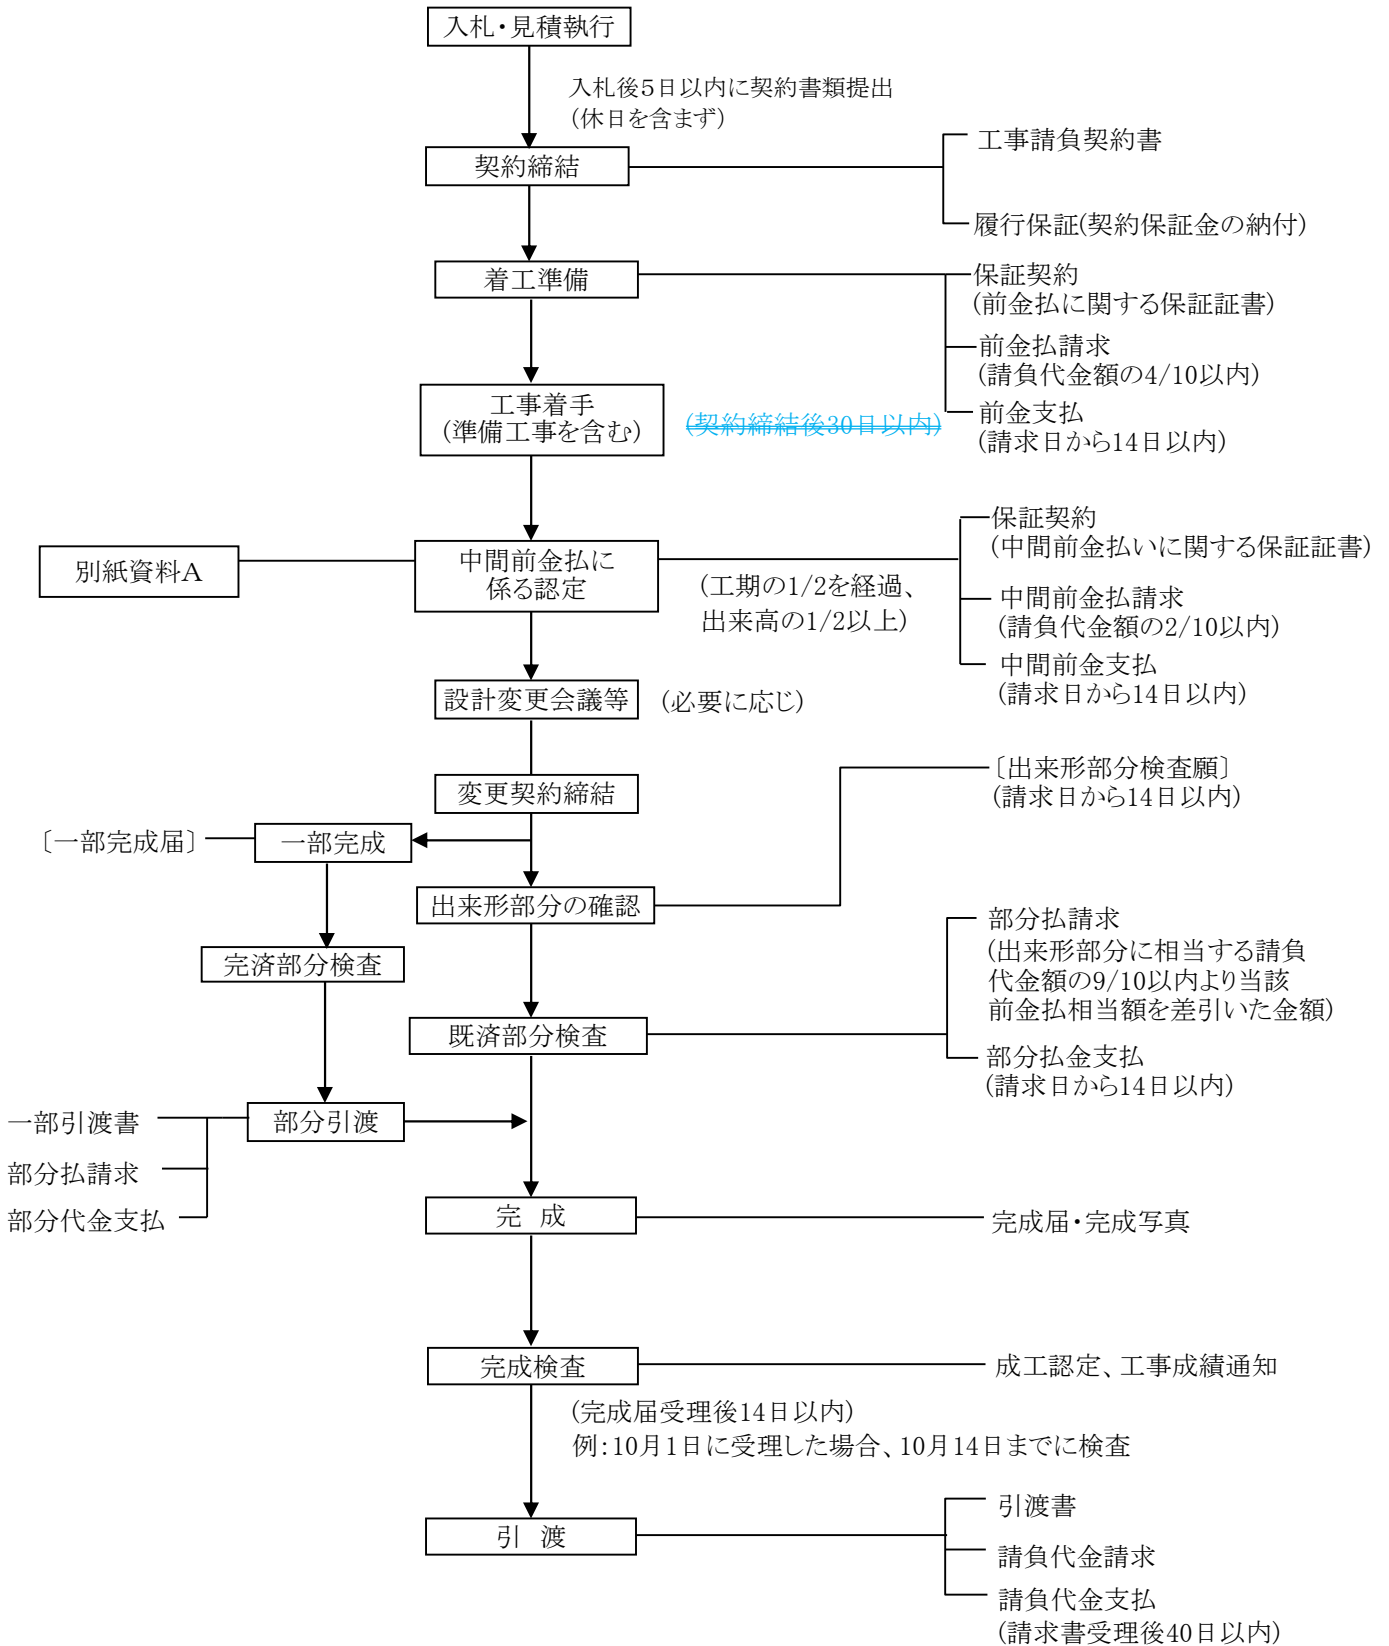 入札・見積執行
入札後５日以内に契約書類提出
(休日を含まず)
契約締結
工事請負契約書
履行保証(契約保証金の納付)
着工準備
保証契約
(前金払に関する保証証書)
前金払請求
(請負代金額の4/10以内)
前金支払
(請求日から14日以内)
工事着手
(準備工事を含む)
(契約締結後30日以内)
別紙資料A
中間前金払に
係る認定
(工期の1/2を経過、
出来高の1/2以上)
保証契約
(中間前金払いに関する保証証書)
中間前金払請求
(請負代金額の2/10以内)
中間前金支払
(請求日から14日以内)
設計変更会議等
(必要に応じ)
変更契約締結
〔出来形部分検査願〕
(請求日から14日以内)
〔一部完成届〕
一部完成
出来形部分の確認
完済部分検査
部分払請求
(出来形部分に相当する請負
代金額の9/10以内より当該
前金払相当額を差引いた金額)
既済部分検査
部分払金支払
(請求日から14日以内)
一部引渡書
部分引渡
部分払請求
部分代金支払
完　成
完成届・完成写真
完成検査
成工認定、工事成績通知
(完成届受理後14日以内)
例：10月1日に受理した場合、10月14日までに検査
引　渡
引渡書
請負代金請求
請負代金支払
(請求書受理後40日以内)